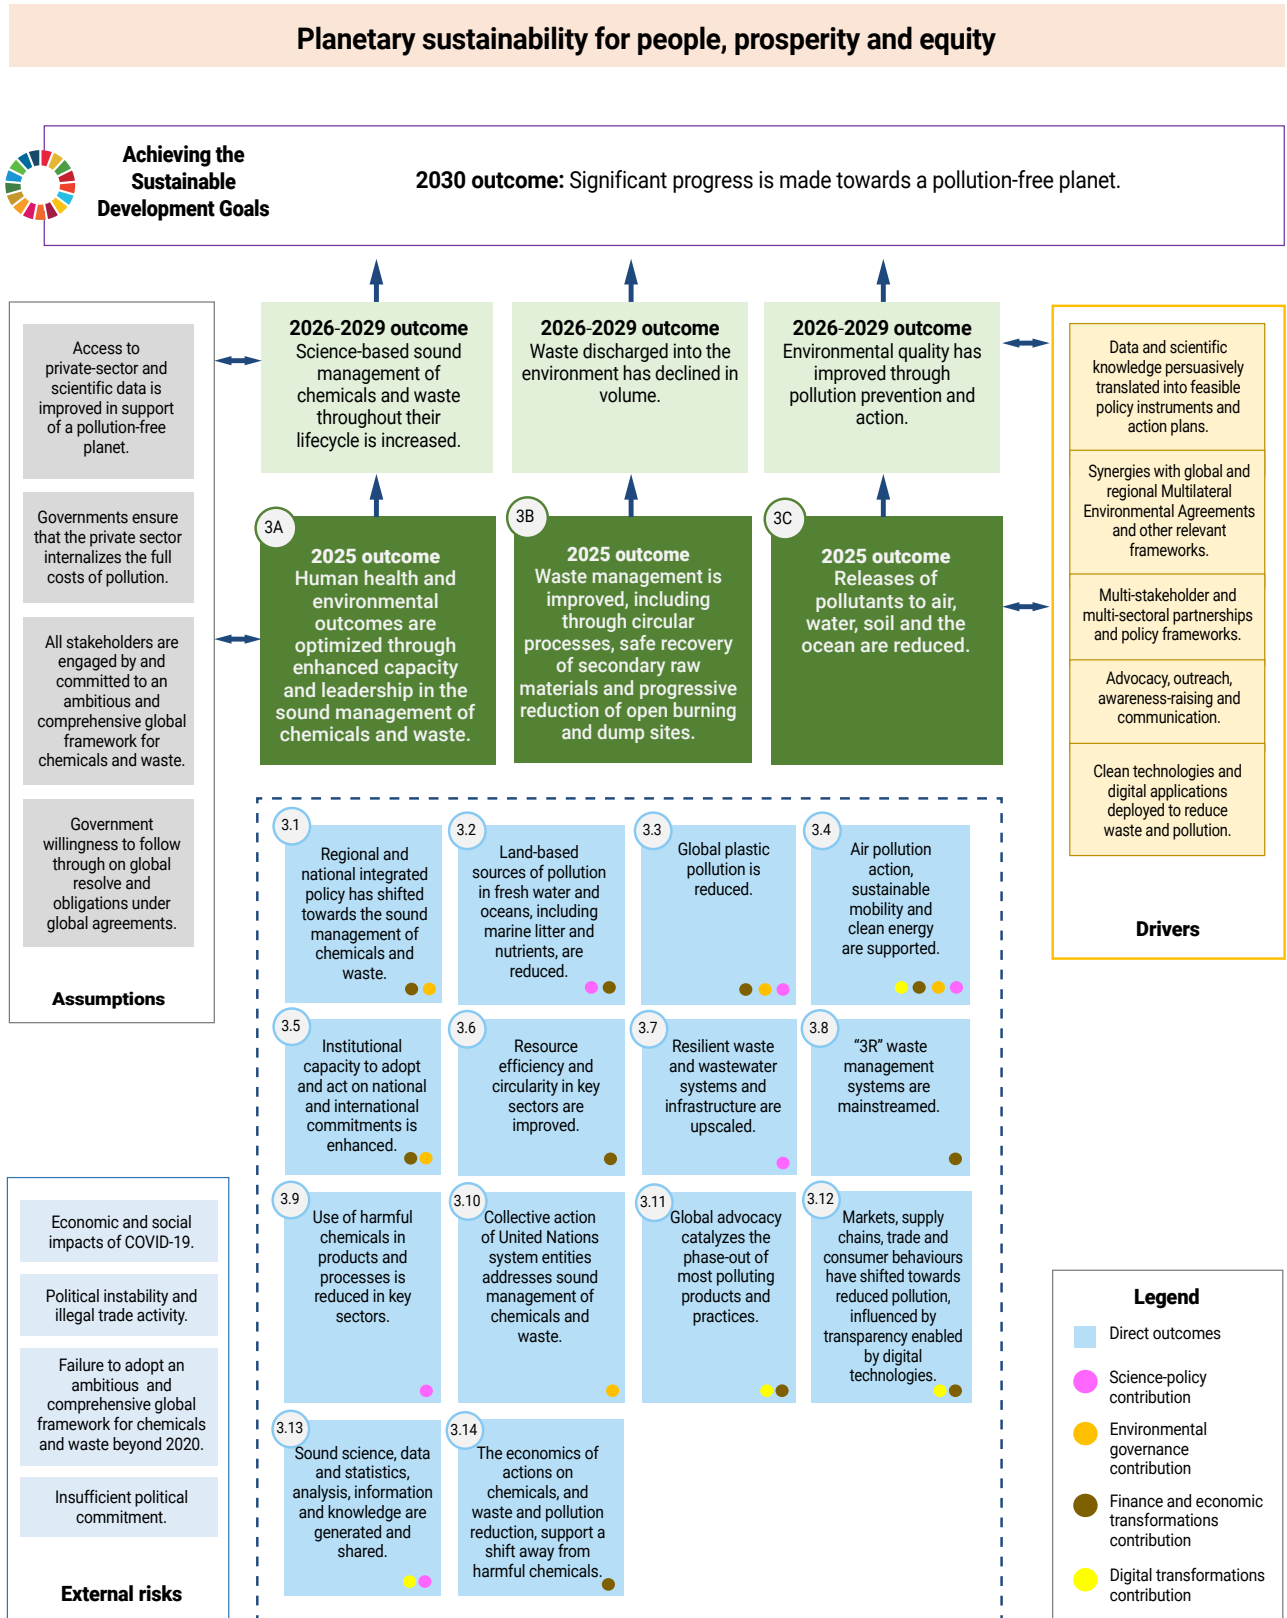 Planetary sustainability for people, prosperity and equity
Achieving the
Sustainable
Development Goals
2030 outcome: Significant progress is made towards a pollution-free planet.
Access to
private-sector and
scientific data is
improved in support
of a pollution-free
planet.
Governments ensure
that the private sector
internalizes the full
costs of pollution.
All stakeholders are
engaged by and
committed to an
ambitious and
comprehensive global
framework for
chemicals and waste.
Government
willingness to follow
through on global
resolve and
obligations under
global agreements.
Assumptions
2026-2029 outcome
Science-based sound
management of
chemicals and waste
throughout their
lifecycle is increased.
2026-2029 outcome
Waste discharged into the
environment has declined in
volume.
2026-2029 outcome
Environmental quality has
improved through
pollution prevention and
action.
3A
2025 outcome
Human health and
environmental
outcomes are
optimized through
enhanced capacity
and leadership in the
sound management of
chemicals and waste.
3B
2025 outcome
Waste management is
improved, including
through circular
processes, safe recovery
of secondary raw
materials and progressive
reduction of open burning
and dump sites.
3C
2025 outcome
Releases of
pollutants to air,
water, soil and the
ocean are reduced.
Data and scientific
knowledge persuasively
translated into feasible
policy instruments and
action plans.
Synergies with global and
regional Multilateral
Environmental Agreements
and other relevant
frameworks.
Multi-stakeholder and
multi-sectoral partnerships
and policy frameworks.
Advocacy, outreach,
awareness-raising and
communication.
Clean technologies and
digital applications
deployed to reduce
waste and pollution.
Drivers
3.1
Regional and
national integrated
policy has shifted
towards the sound
management of
chemicals and
waste.
3.2
Land-based
sources of pollution
in fresh water and
oceans, including
marine litter and
nutrients, are
reduced.
3.3
Global plastic
pollution is
reduced.
3.4
Air pollution
action,
sustainable
mobility and
clean energy
are supported.
3.5
Institutional
capacity to adopt
and act on national
and international
commitments is
enhanced.
3.6
Resource
efficiency and
circularity in key
sectors are
improved.
3.7
Resilient waste
and wastewater
systems and
infrastructure are
upscaled.
3.8
“3R” waste
management
systems are
mainstreamed.
3.9
Use of harmful
chemicals in
products and
processes is
reduced in key
sectors.
3.10
Collective action
of United Nations
system entities
addresses sound
management of
chemicals and
waste.
3.11
Global advocacy
catalyzes the
phase-out of
most polluting
products and
practices.
3.12
Markets, supply
chains, trade and
consumer behaviours
have shifted towards
reduced pollution,
influenced by
transparency enabled
by digital
technologies.
3.13
Sound science, data
and statistics,
analysis, information
and knowledge are
generated and
shared.
3.14
The economics of
actions on
chemicals, and
waste and pollution
reduction, support a
shift away from
harmful chemicals.
Economic and social
impacts of COVID-19.
Political instability and
illegal trade activity.
Failure to adopt an
ambitious and
comprehensive global
framework for chemicals
and waste beyond 2020.
Insufficient political
commitment.
External risks
Legend
Direct outcomes
Science-policy
contribution
Environmental
governance
contribution
Finance and economic
transformations
contribution
Digital transformations
contribution